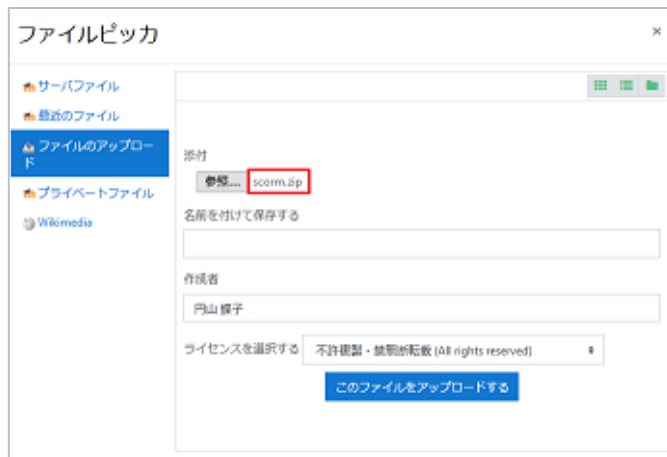 ファイルピッカ
×
サーバファイル
最近のファイル
ファイルのアップロー
ド
プライベートファイル
Wikimedia
添付
参照... scorm.zip
名前を付けて保存する
作成者
円山 蝶子
ライセンスを選択する 不許複製・禁無断転載 (All rights reserved)
このファイルをアップロードする